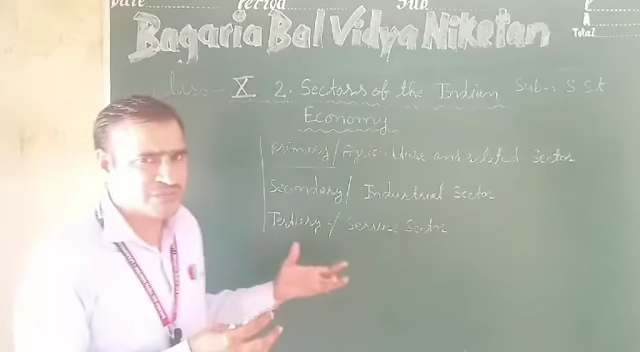 Date Period Sub
P
A
Total
Bagaria Bal Vidya Niketan
Class:- X 2. Sectors of the Indian Sub:- S St
Economy
Primary/Agriculture and related Sector
Secondary/ Industrial Sector
Tertiary/ Service Sector